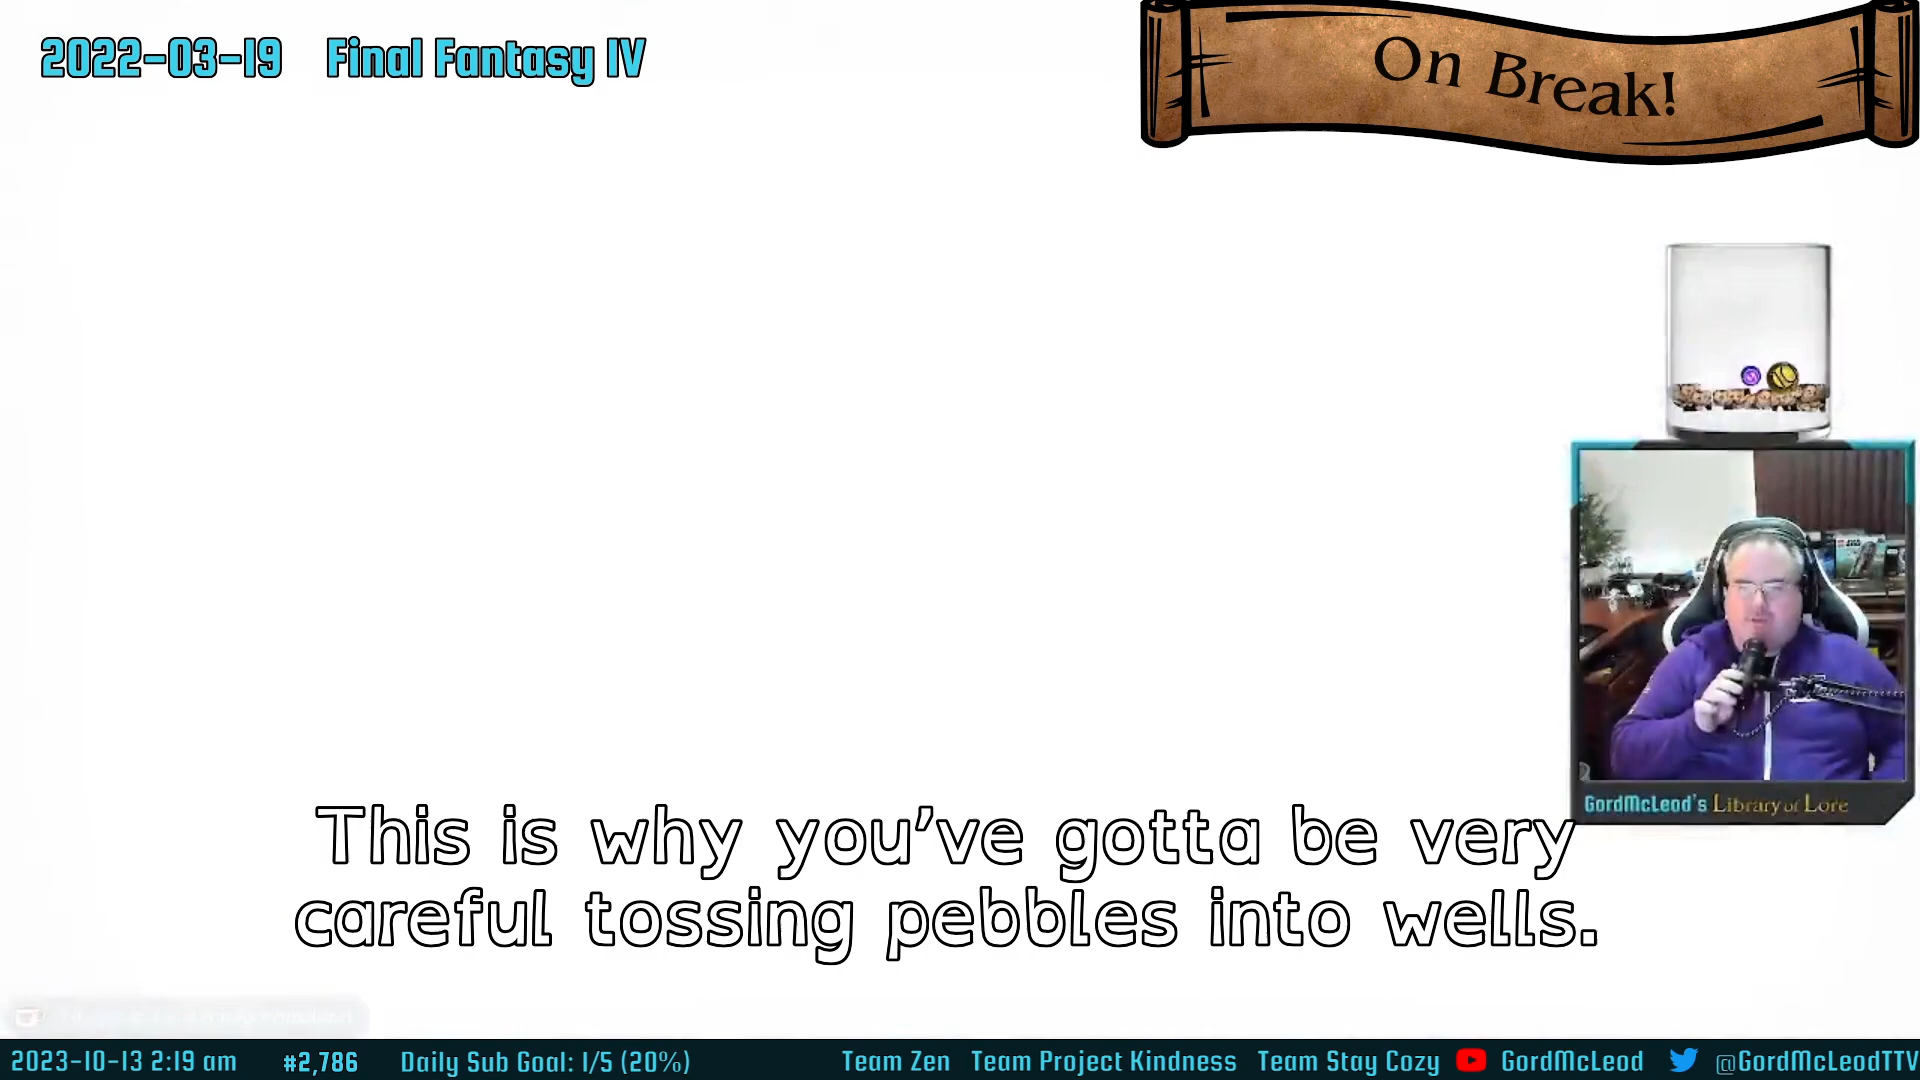 2022-03-19 Final Fantasy IV
On Break!
GordMcLeod's Library of Lore
This is why you've gotta be very
careful tossing pebbles into wells.
2023-10-13 2:19 am #2,786 Daily Sub Goal: 1/5 (20%) Team Zen Team Project Kindness Team Stay Cozy GordMcLeod @GordMcLeodTTV